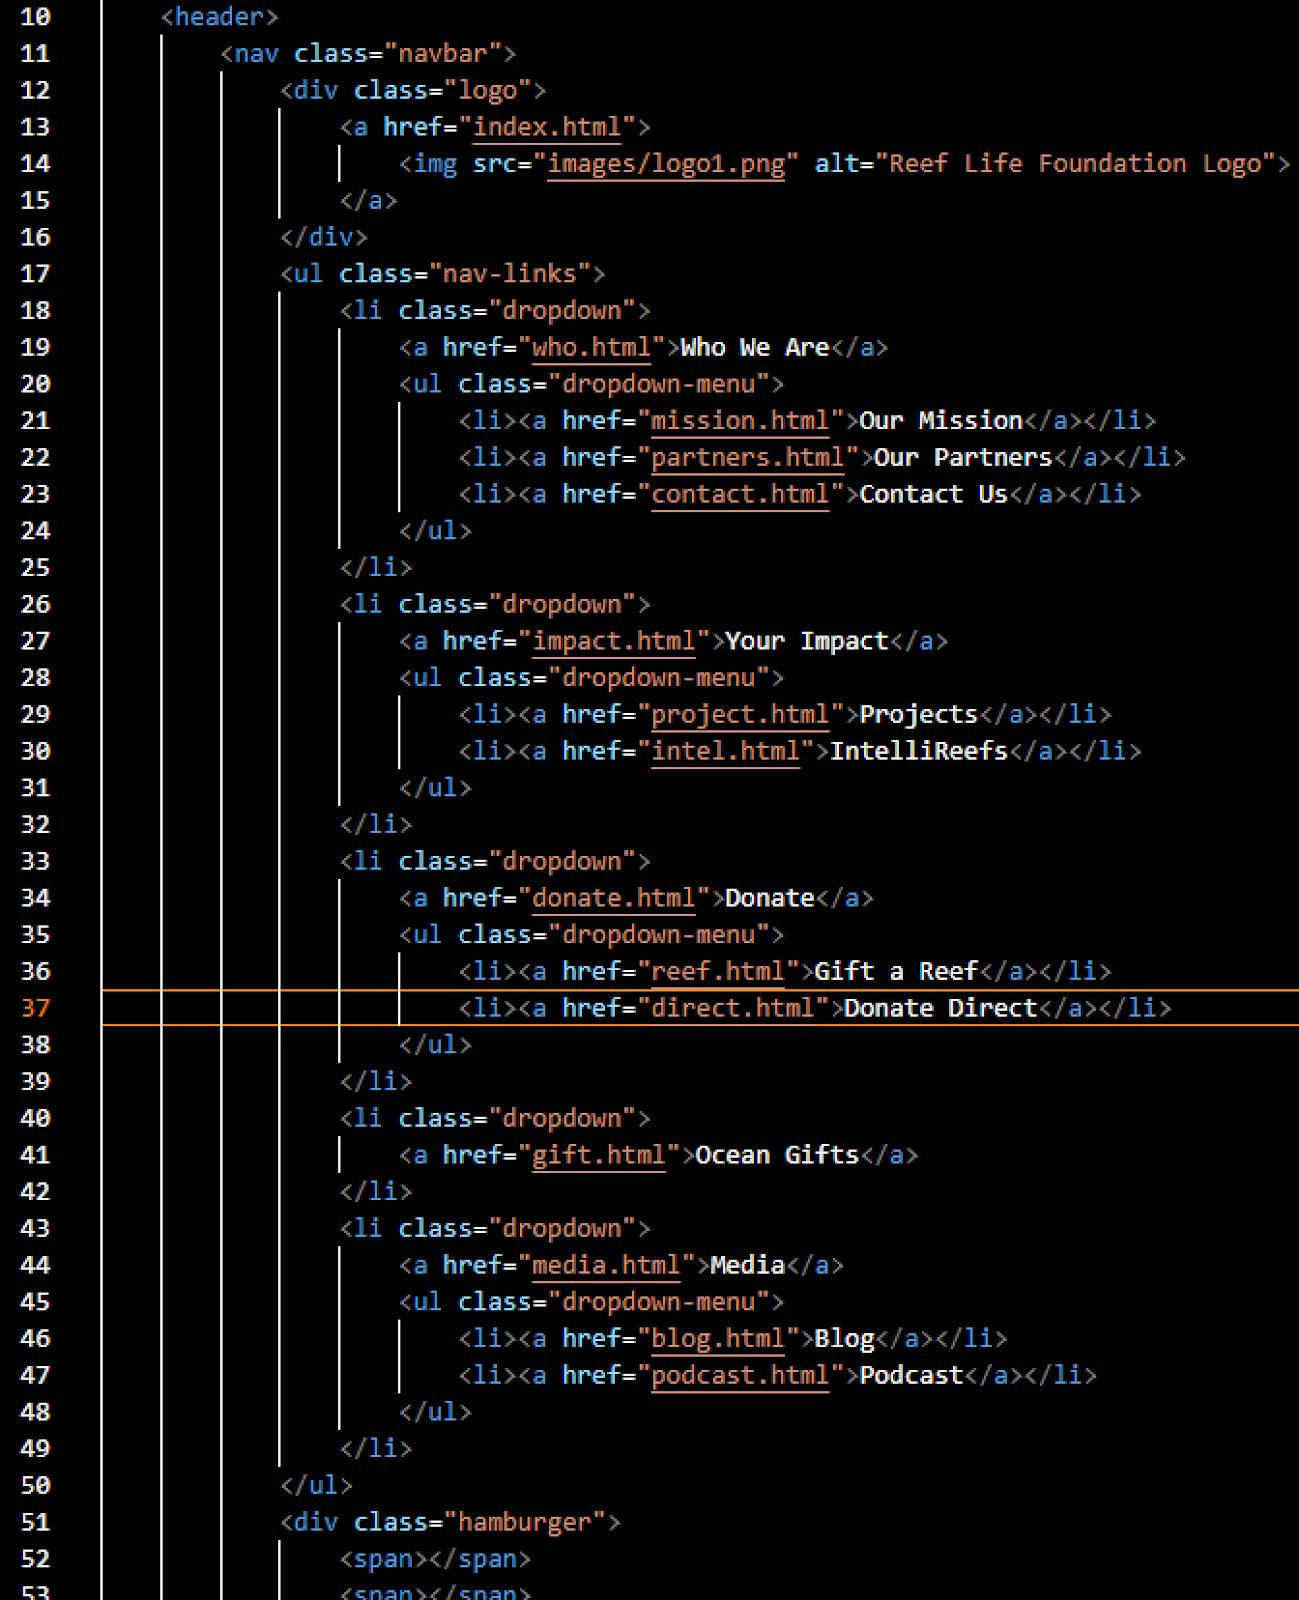 10 <header>
11 <nav class="navbar">
12 <div class="logo">
13 <a href="index.html">
14 <img src="images/logo1.png" alt="Reef Life Foundation Logo">
15 </a>
16 </div>
17 <ul class="nav-links">
18 <li class="dropdown">
19 <a href="who.html">Who We Are</a>
20 <ul class="dropdown-menu">
21 <li><a href="mission.html">Our Mission</a></li>
22 <li><a href="partners.html">Our Partners</a></li>
23 <li><a href="contact.html">Contact Us</a></li>
24 </ul>
25 </li>
26 <li class="dropdown">
27 <a href="impact.html">Your Impact</a>
28 <ul class="dropdown-menu">
29 <li><a href="project.html">Projects</a></li>
30 <li><a href="intel.html">IntelliReefs</a></li>
31 </ul>
32 </li>
33 <li class="dropdown">
34 <a href="donate.html">Donate</a>
35 <ul class="dropdown-menu">
36 <li><a href="reef.html">Gift a Reef</a></li>
37 <li><a href="direct.html">Donate Direct</a></li>
38 </ul>
39 </li>
40 <li class="dropdown">
41 <a href="gift.html">Ocean Gifts</a>
42 </li>
43 <li class="dropdown">
44 <a href="media.html">Media</a>
45 <ul class="dropdown-menu">
46 <li><a href="blog.html">Blog</a></li>
47 <li><a href="podcast.html">Podcast</a></li>
48 </ul>
49 </li>
50 </ul>
51 <div class="hamburger">
52 <span></span>
53 <span></span>